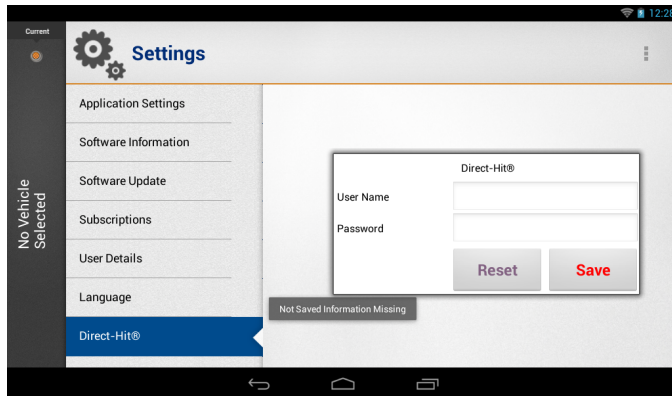 12:28
Current
No Vehicle
Selected
Settings
Application Settings
Software Information
Software Update
Subscriptions
User Details
Language
Direct-Hit®
Direct-Hit®
User Name
Password
Reset
Save
Not Saved Information Missing